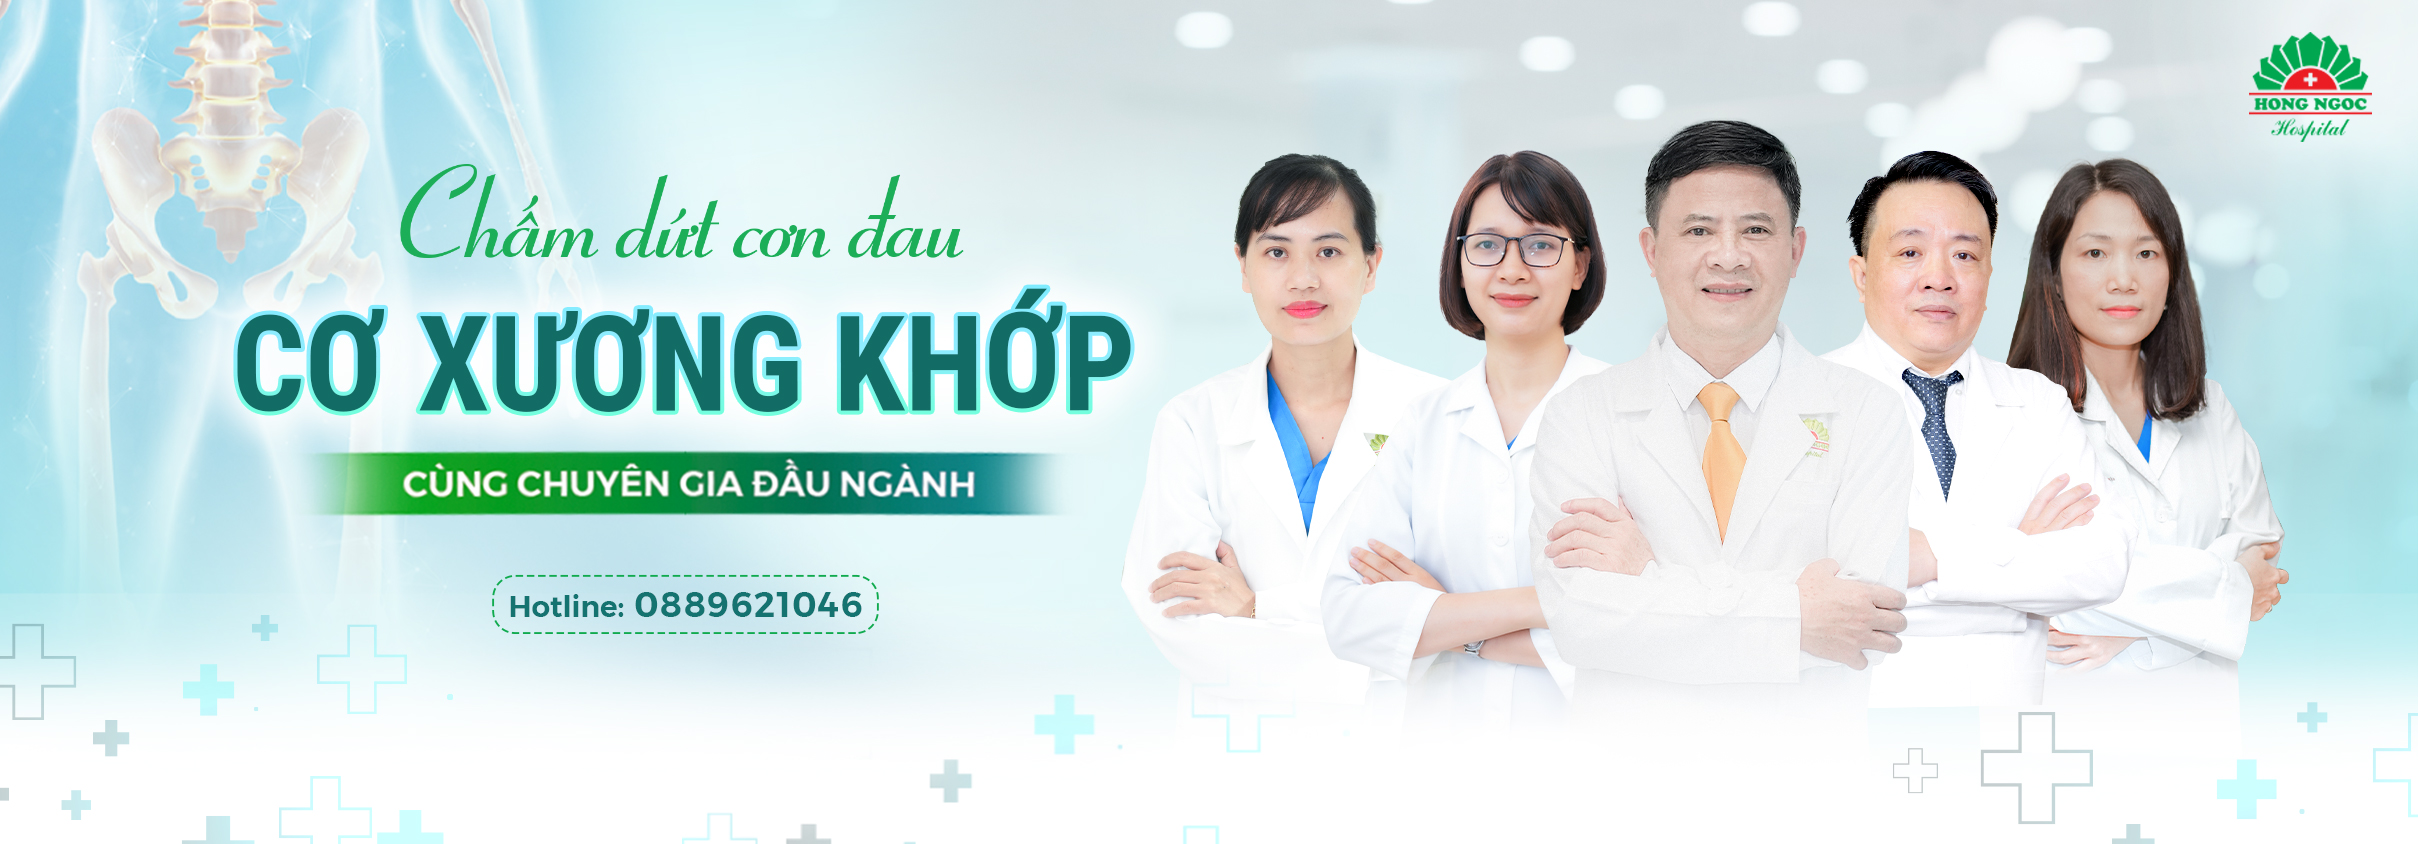 Chấm dứt cơn đau
CƠ XƯƠNG KHỚP
CÙNG CHUYÊN GIA ĐẦU NGÀNH
Hotline: 0889621046
HONG NGOC
Hospital